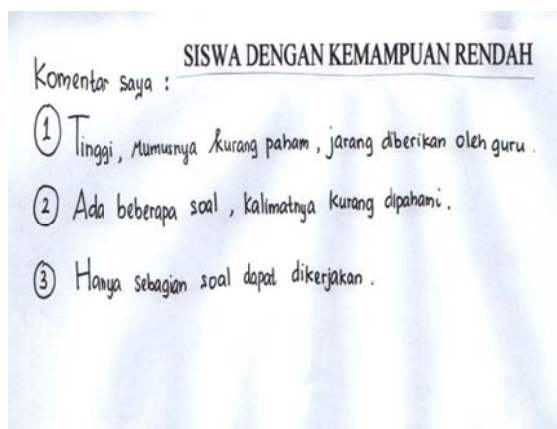 SISWA DENGAN KEMAMPUAN RENDAH
Komentar saya :
1 Tinggi, rumusnya kurang paham, jarang diberikan oleh guru.
2 Ada beberapa soal, kalimatnya kurang dipahami.
3 Hanya sebagian soal dapat dikerjakan.